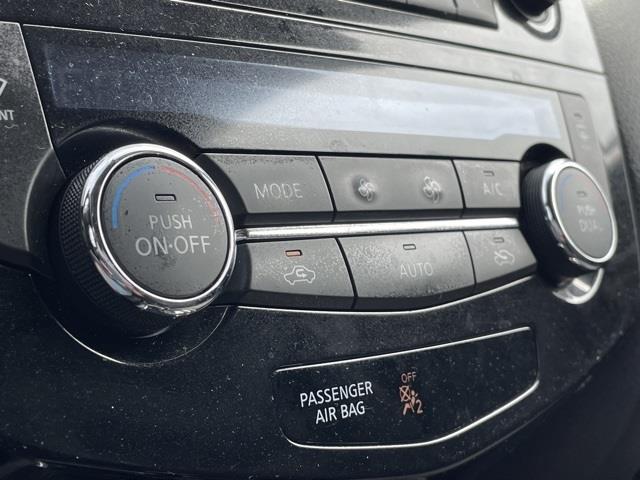 MODE
A/C
PUSH
ON·OFF
PUSH
DUAL
AUTO
PASSENGER
AIR BAG
OFF
2